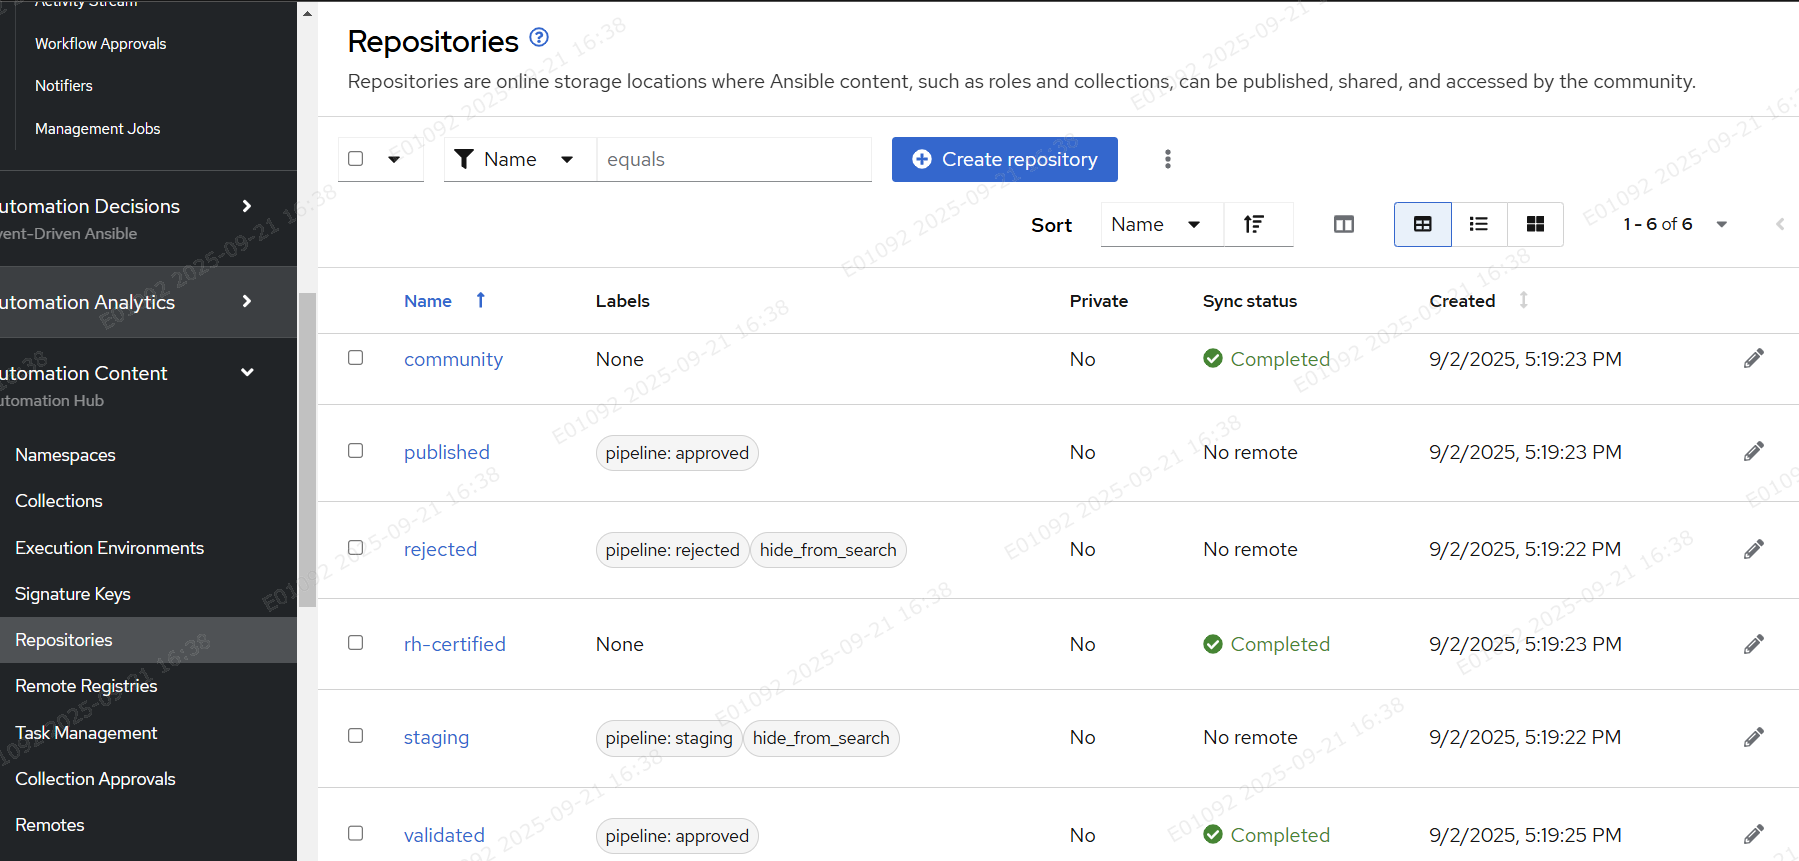 Activity Stream
Workflow Approvals
Notifiers
Management Jobs
utomation Decisions
vent-Driven Ansible
utomation Analytics
utomation Content
utomation Hub
Namespaces
Collections
Execution Environments
Signature Keys
Repositories
Remote Registries
Task Management
Collection Approvals
Remotes
Repositories
Repositories are online storage locations where Ansible content, such as roles and collections, can be published, shared, and accessed by the community.
Name equals Create repository
Sort Name 1 - 6 of 6
Name Labels Private Sync status Created
community None No Completed 9/2/2025, 5:19:23 PM
published pipeline: approved No No remote 9/2/2025, 5:19:23 PM
rejected pipeline: rejected hide_from_search No No remote 9/2/2025, 5:19:22 PM
rh-certified None No Completed 9/2/2025, 5:19:23 PM
staging pipeline: staging hide_from_search No No remote 9/2/2025, 5:19:22 PM
validated pipeline: approved No Completed 9/2/2025, 5:19:25 PM
E01092 2025-09-21 16:38